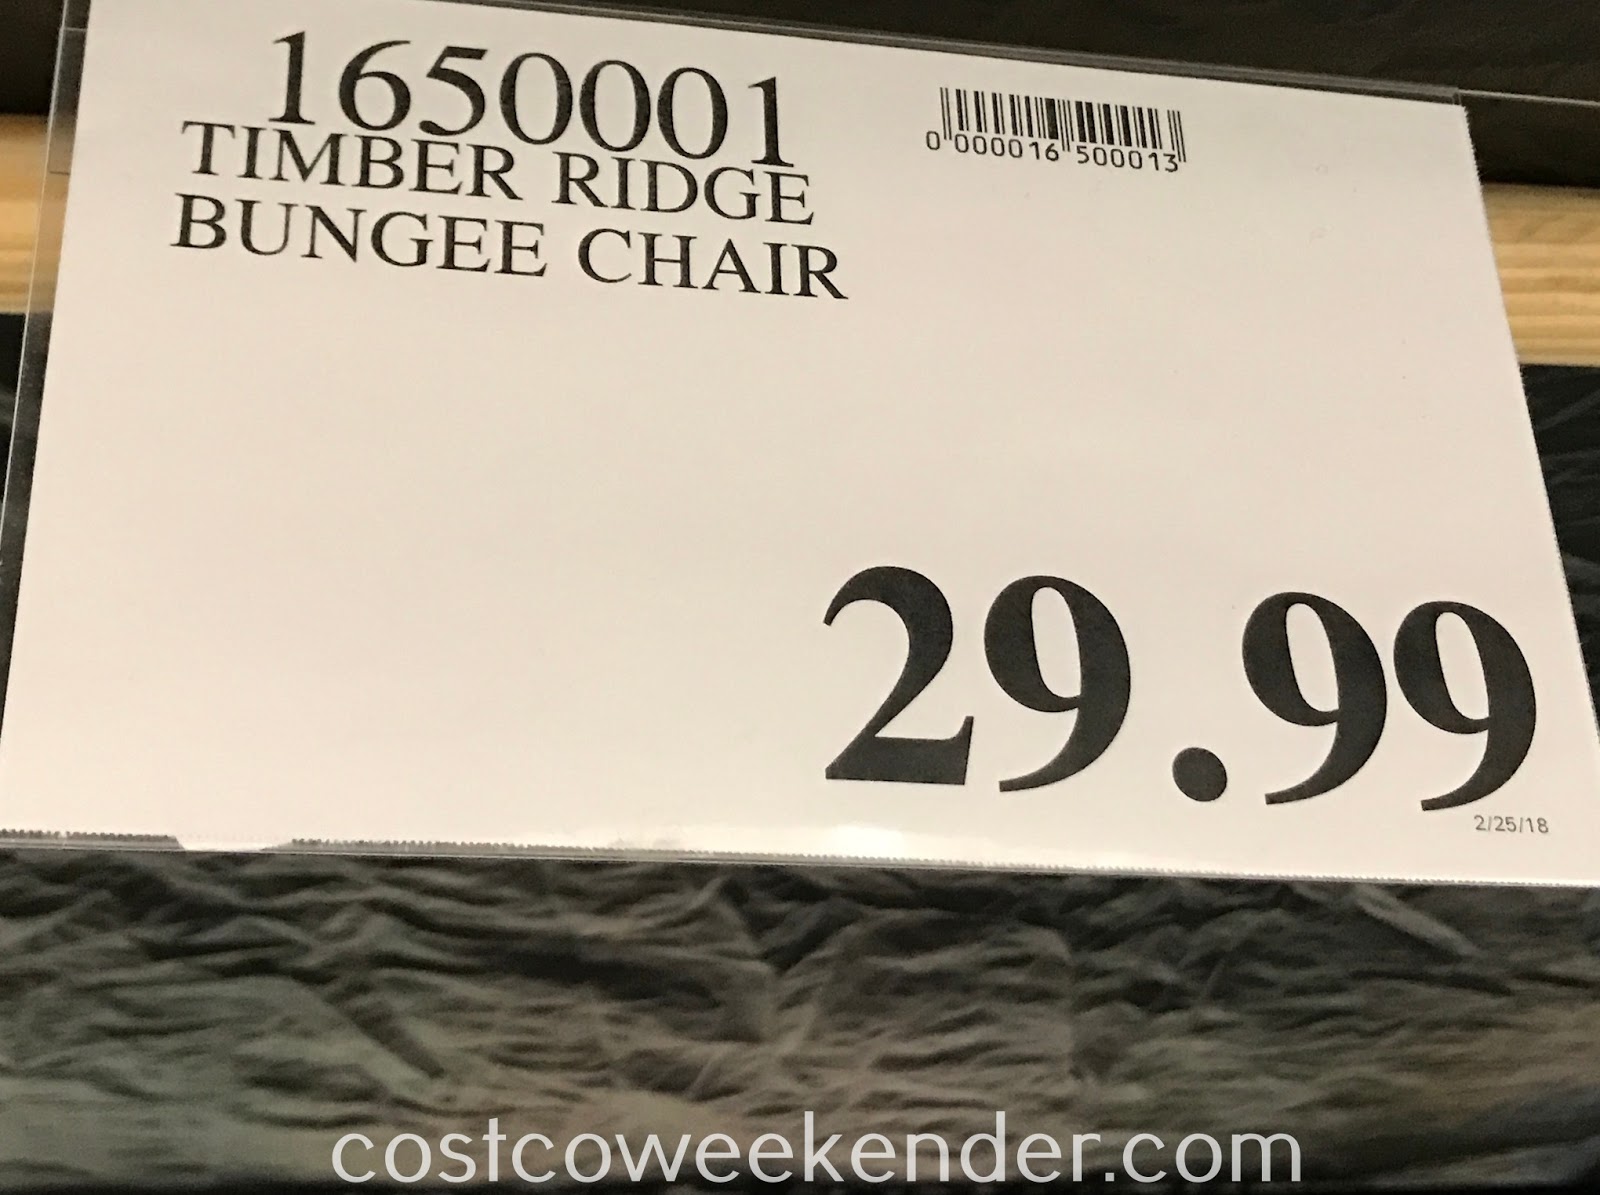 1650001
TIMBER RIDGE
BUNGEE CHAIR
0 000016 500013
29.99
2/25/18
costcoweekender.com